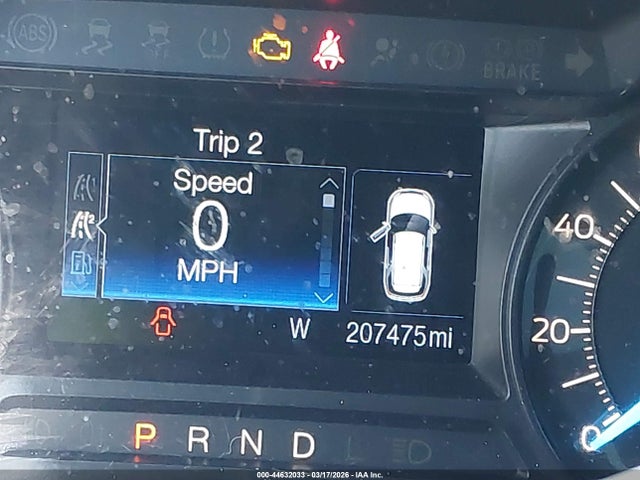 ABS
BRAKE
Trip 2
Speed
0
MPH
W 207475mi
40
20
0
P R N D L
000-44632033 - 03/17/2026 - IAA Inc.